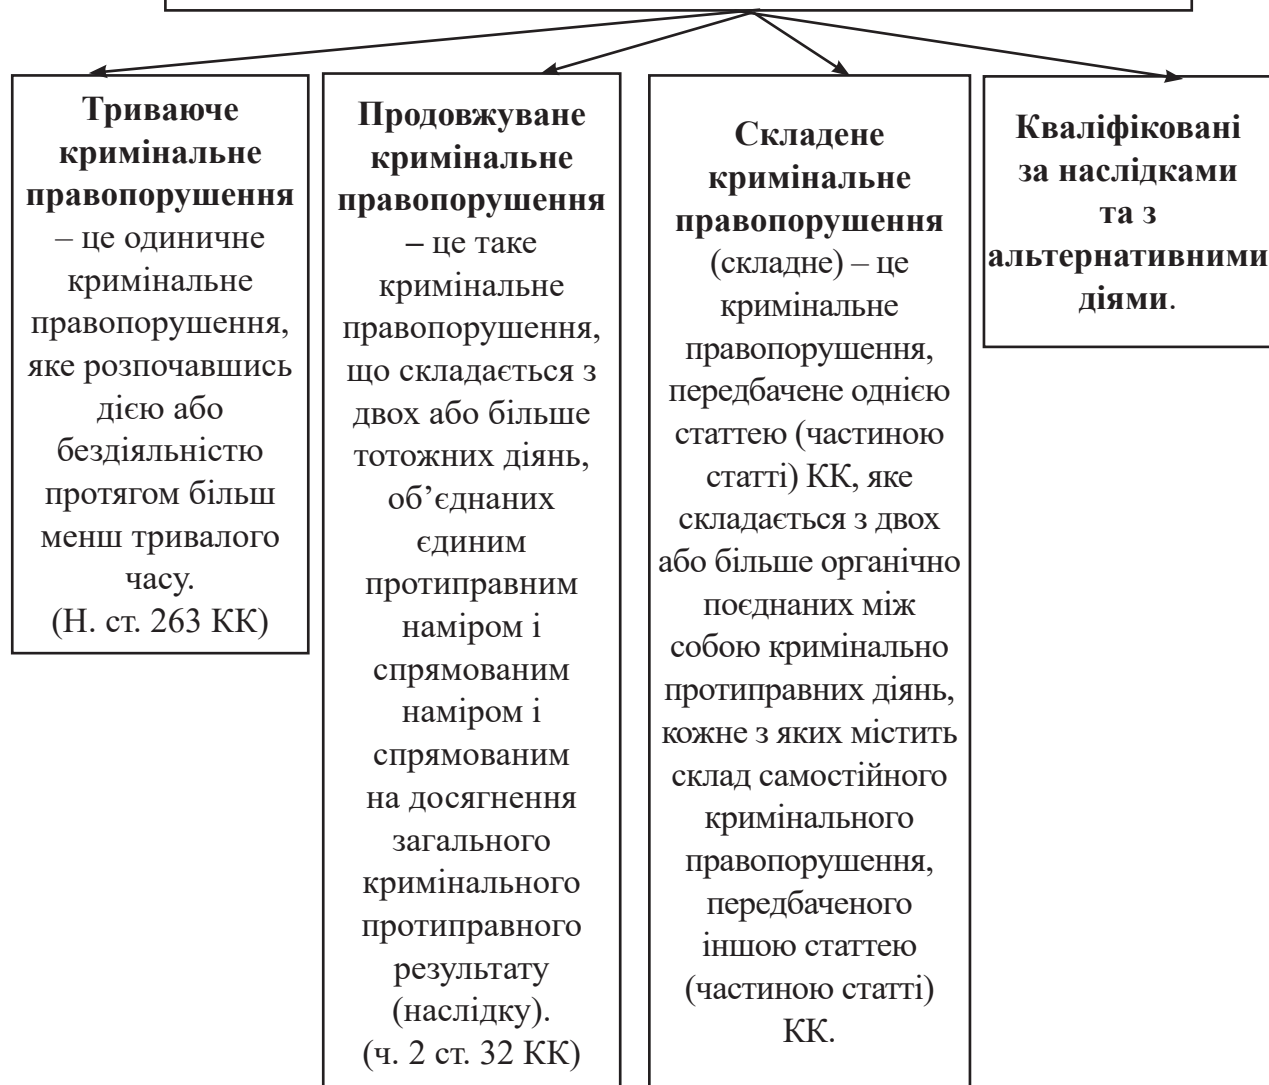 Триваюче
кримінальне
правопорушення
– це одиничне
кримінальне
правопорушення,
яке розпочавшись
дією або
бездіяльністю
протягом більш
менш тривалого
часу.
(Н. ст. 263 КК)
Продовжуване
кримінальне
правопорушення
– це таке
кримінальне
правопорушення,
що складається з
двох або більше
тотожних діянь,
об’єднаних
єдиним
протиправним
наміром і
спрямованим
наміром і
спрямованим
на досягнення
загального
кримінального
протиправного
результату
(наслідку).
(ч. 2 ст. 32 КК)
Складене
кримінальне
правопорушення
(складне) – це
кримінальне
правопорушення,
передбачене однією
статтею (частиною
статті) КК, яке
складається з двох
або більше органічно
поєднаних між
собою кримінально
протиправних діянь,
кожне з яких містить
склад самостійного
кримінального
правопорушення,
передбаченого
іншою статтею
(частиною статті)
КК.
Кваліфіковані
за наслідками
та з
альтернативними
діями.